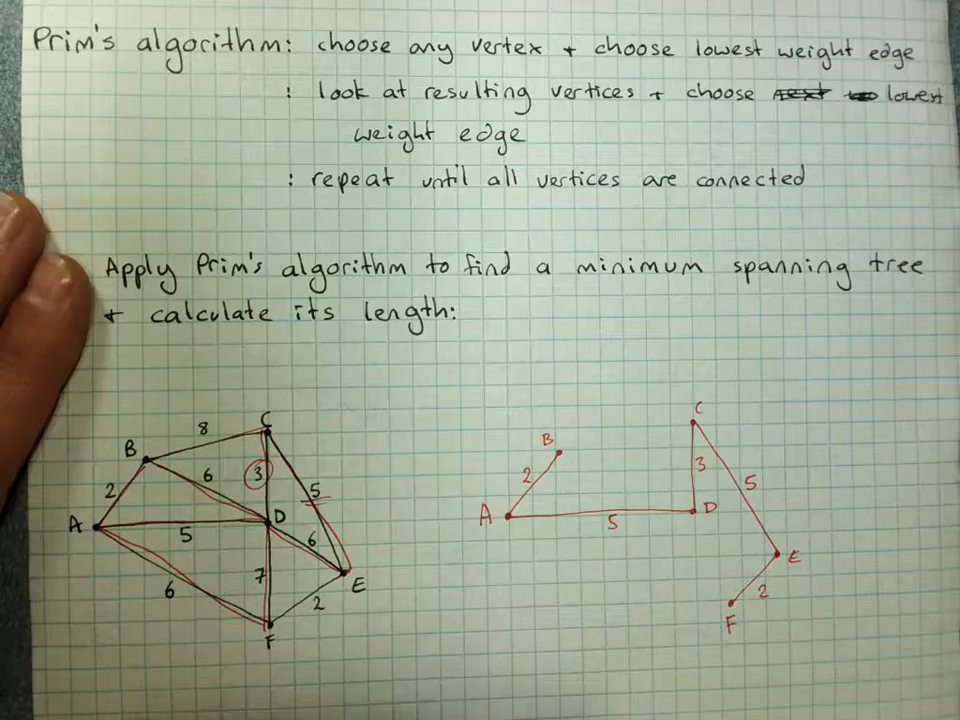 Prim's algorithm: choose any vertex + choose lowest weight edge
: look at resulting vertices + choose lowest
weight edge
: repeat until all vertices are connected
Apply Prim's algorithm to find a minimum spanning tree
+ calculate its length:
C
8
B
6
3
2
5
A
5
D
6
7
6
E
2
F
C
B
2
3
5
A
5
D
E
2
F